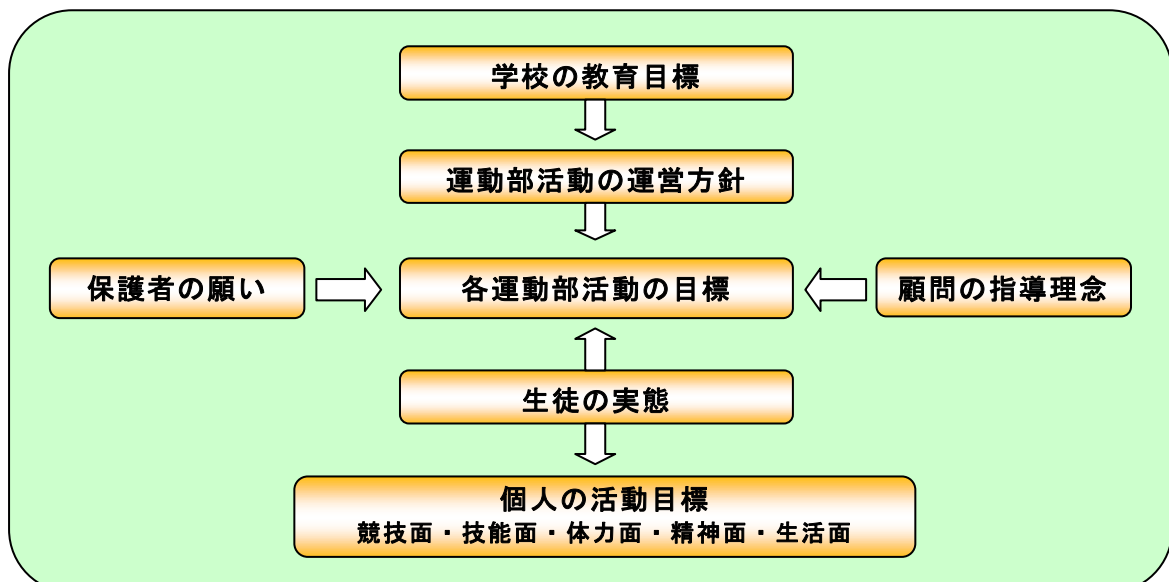 学校の教育目標
運動部活動の運営方針
保護者の願い
各運動部活動の目標
顧問の指導理念
生徒の実態
個人の活動目標
競技面・技能面・体力面・精神面・生活面